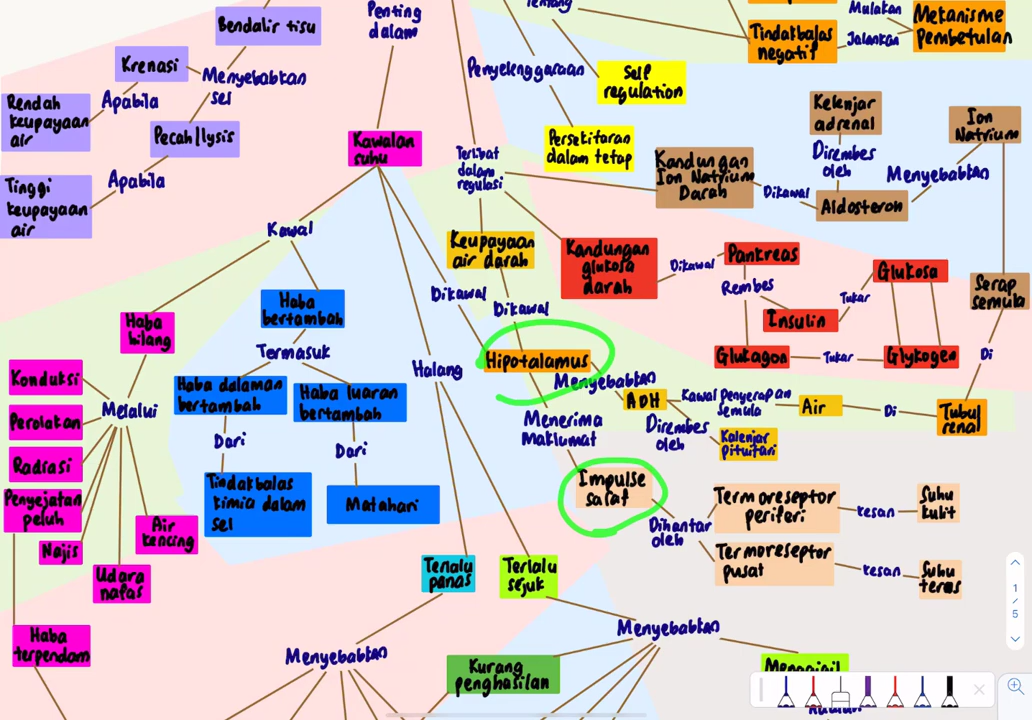 Bendalir tisu
Penting
dalam
Tentang
Mulakan
Mekanisme
pembetulan
Tindakbalas
negatif
Jalankan
Krenasi
Menyebabkan
sel
Penyelenggaraan
Self
regulation
Rendah
keupayaan
air
Apabila
Pecah/lysis
Kawalan
suhu
Persekitaran
dalam tetap
Kelenjar
adrenal
Ion
Natrium
Terlibat
dalam
regulasi
Kandungan
Ion Natrium
Darah
Dirembes
oleh
Menyebabkan
Dikawal
Aldosteron
Tinggi
keupayaan
air
Apabila
Kawal
Keupayaan
air darah
Kandungan
glukosa
darah
Dikawal
Pankreas
Rembes
Glukosa
Tukar
Insulin
Serap
semula
Haba
bertambah
Dikawal
Dikawal
Haba
hilang
Termasuk
Halang
Hipotalamus
Menyebabkan
Glukagon
Tukar
Glykogen
Di
Konduksi
Melalui
Haba dalaman
bertambah
Haba luaran
bertambah
ADH
Kawal Penyerapan
semula
Air
Di
Tubul
renal
Perolakan
Menerima
Maklumat
Dirembes
oleh
Kalenjar
Pituitari
Radiasi
Dari
Dari
Penyejatan
peluh
Tindakbalas
kimia dalam
sel
Matahari
Impulse
saraf
Termoreseptor
periferi
kesan
Suhu
kulit
Dihantar
oleh
Air
kencing
Najis
Termoreseptor
pusat
kesan
Suhu
teras
Udara
nafas
Terlalu
panas
Terlalu
sejuk
Haba
terpendam
Menyebabkan
Menyebabkan
Kurang
penghasilan
1
/
5